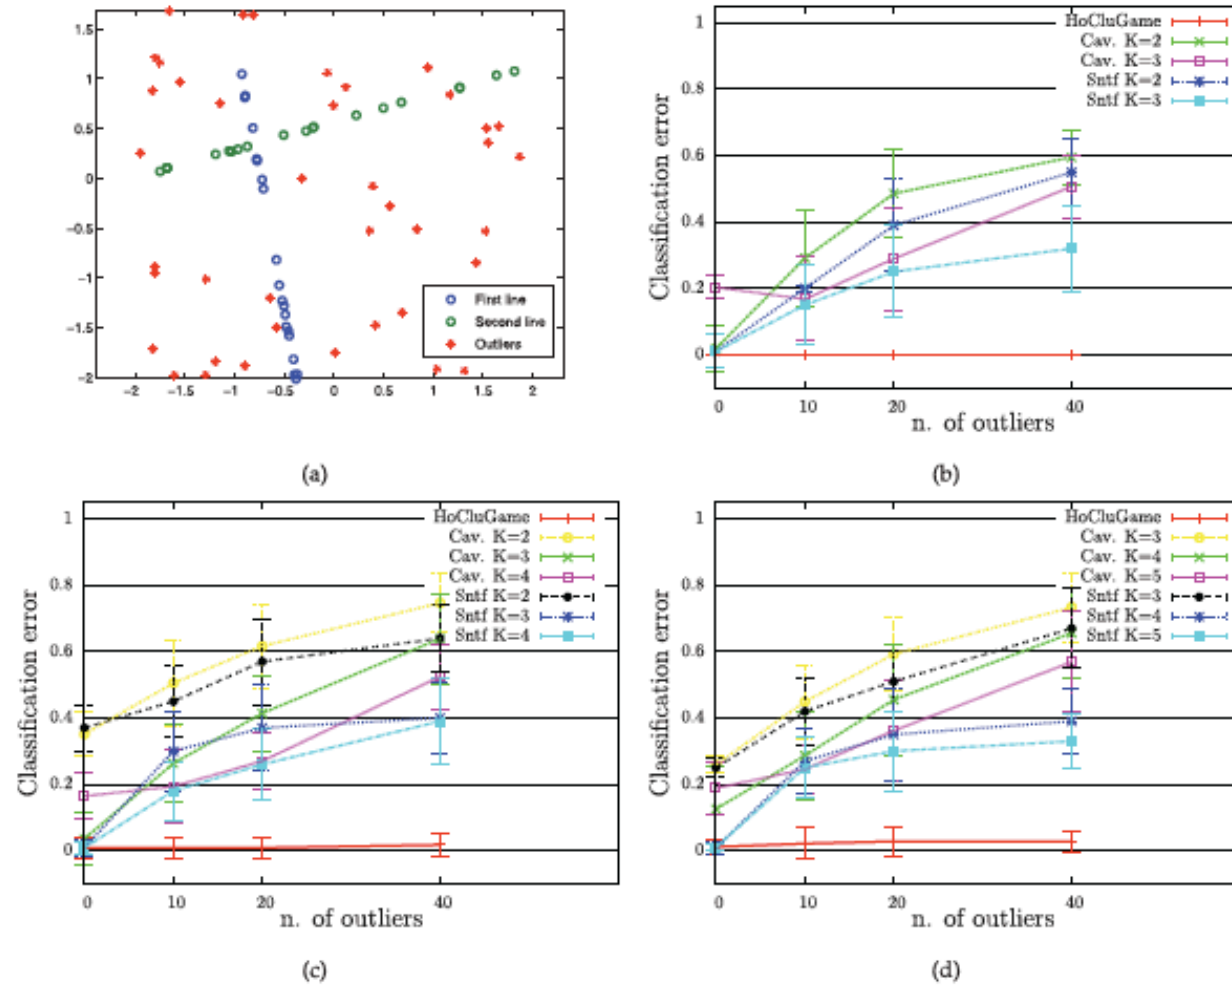 1.5
1
0.5
0
−0.5
−1
−1.5
−2
−2 −1.5 −1 −0.5 0 0.5 1 1.5 2
First line
Second line
Outliers
(a)
HoCluGame
Cav. K=2
Cav. K=3
Sntf K=2
Sntf K=3
Classification error
1
0.8
0.6
0.4
0.2
0
0 10 20 40
n. of outliers
(b)
HoCluGame
Cav. K=2
Cav. K=3
Cav. K=4
Sntf K=2
Sntf K=3
Sntf K=4
Classification error
1
0.8
0.6
0.4
0.2
0
0 10 20 40
n. of outliers
(c)
HoCluGame
Cav. K=3
Cav. K=4
Cav. K=5
Sntf K=3
Sntf K=4
Sntf K=5
Classification error
1
0.8
0.6
0.4
0.2
0
0 10 20 40
n. of outliers
(d)